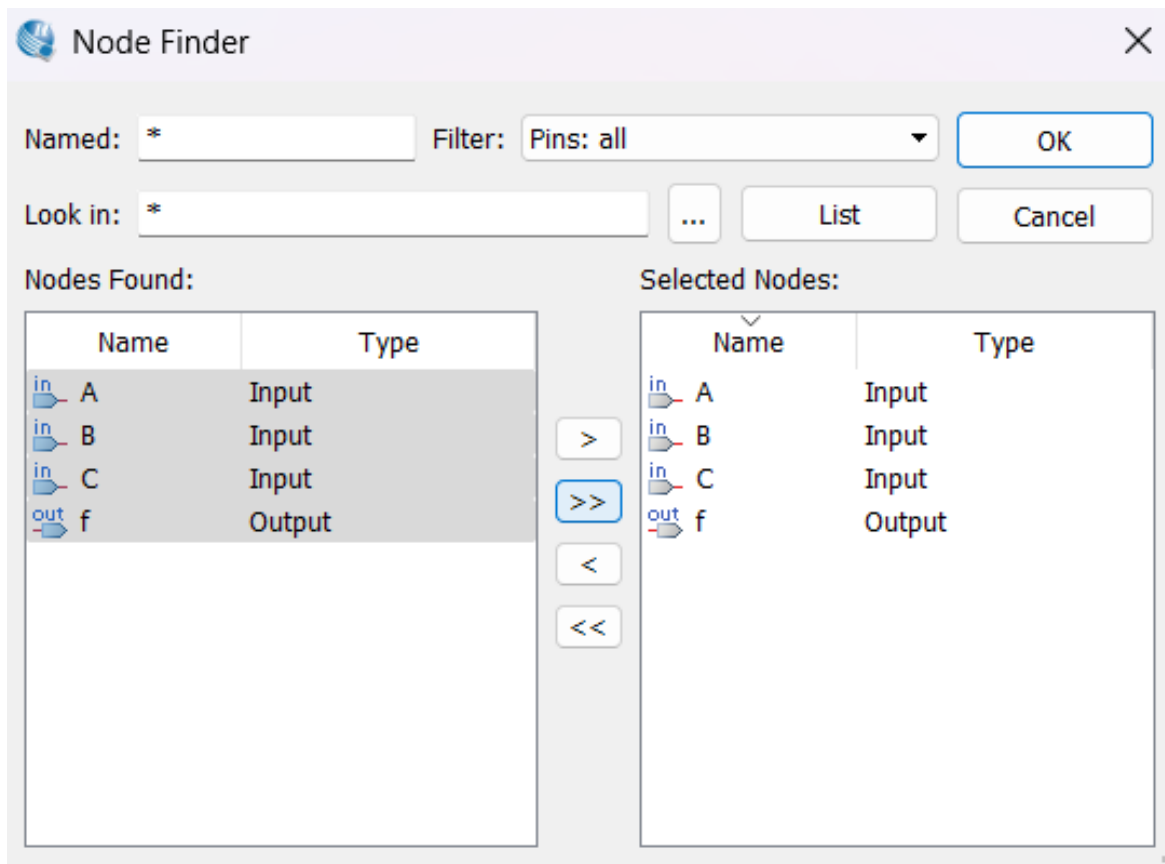 Node Finder
Named: * Filter: Pins: all OK
Look in: * ... List Cancel
Nodes Found: Selected Nodes:
Name Type Name Type
in A Input in A Input
in B Input > in B Input
in C Input in C Input
out f Output >> out f Output
<
<<